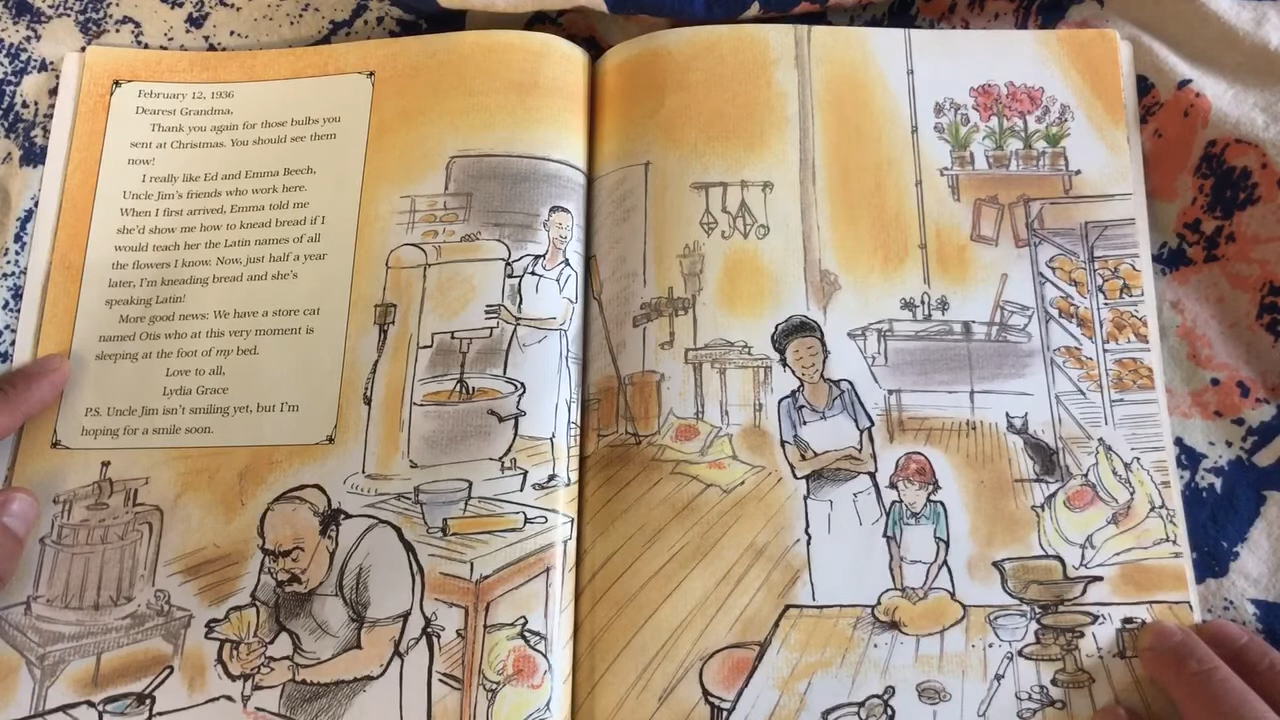 February 12, 1936
Dearest Grandma,
Thank you again for those bulbs you
sent at Christmas. You should see them
now!
I really like Ed and Emma Beech,
Uncle Jim's friends who work here.
When I first arrived, Emma told me
she'd show me how to knead bread if I
would teach her the Latin names of all
the flowers I know. Now, just half a year
later, I'm kneading bread and she's
speaking Latin!
More good news: We have a store cat
named Otis who at this very moment is
sleeping at the foot of my bed.
Love to all,
Lydia Grace
P.S. Uncle Jim isn't smiling yet, but I'm
hoping for a smile soon.